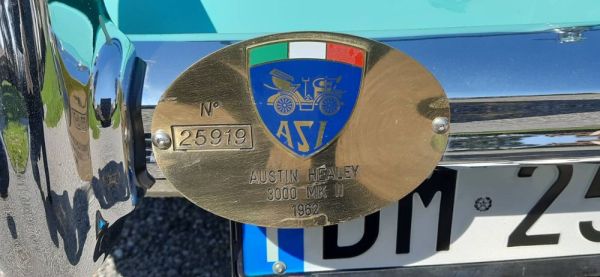 N°
25919
ASI
AUSTIN HEALEY
3000 MK II
1962
I DM 25